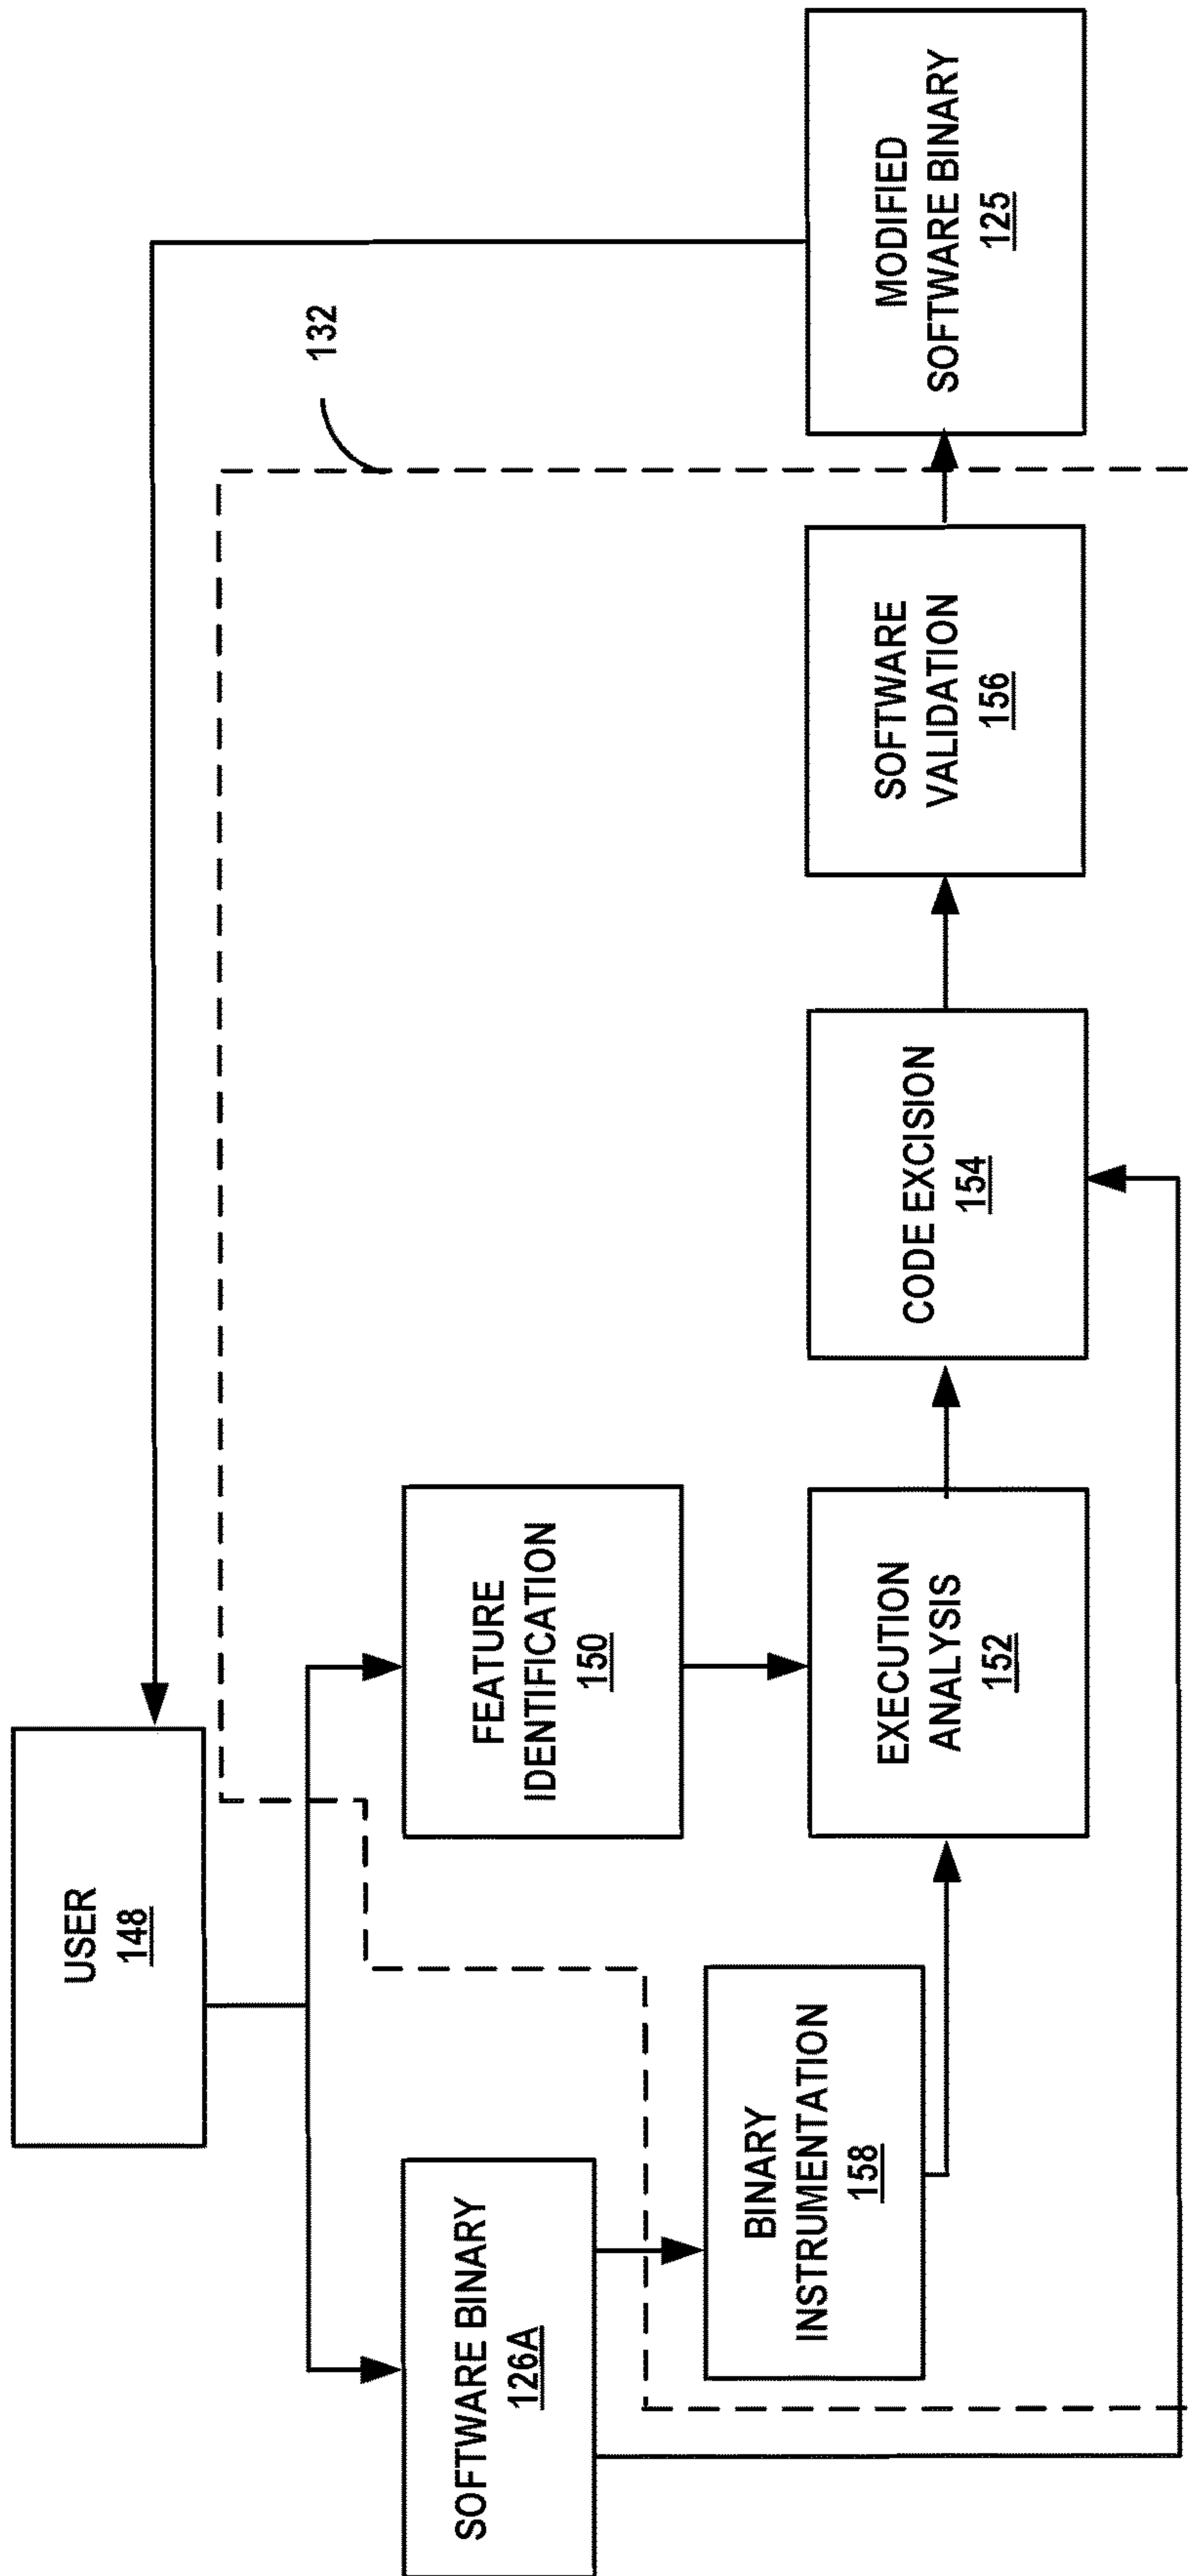 USER
148
132
SOFTWARE BINARY
126A
FEATURE
IDENTIFICATION
150
BINARY
INSTRUMENTATION
158
EXECUTION
ANALYSIS
152
CODE EXCISION
154
SOFTWARE
VALIDATION
156
MODIFIED
SOFTWARE BINARY
125